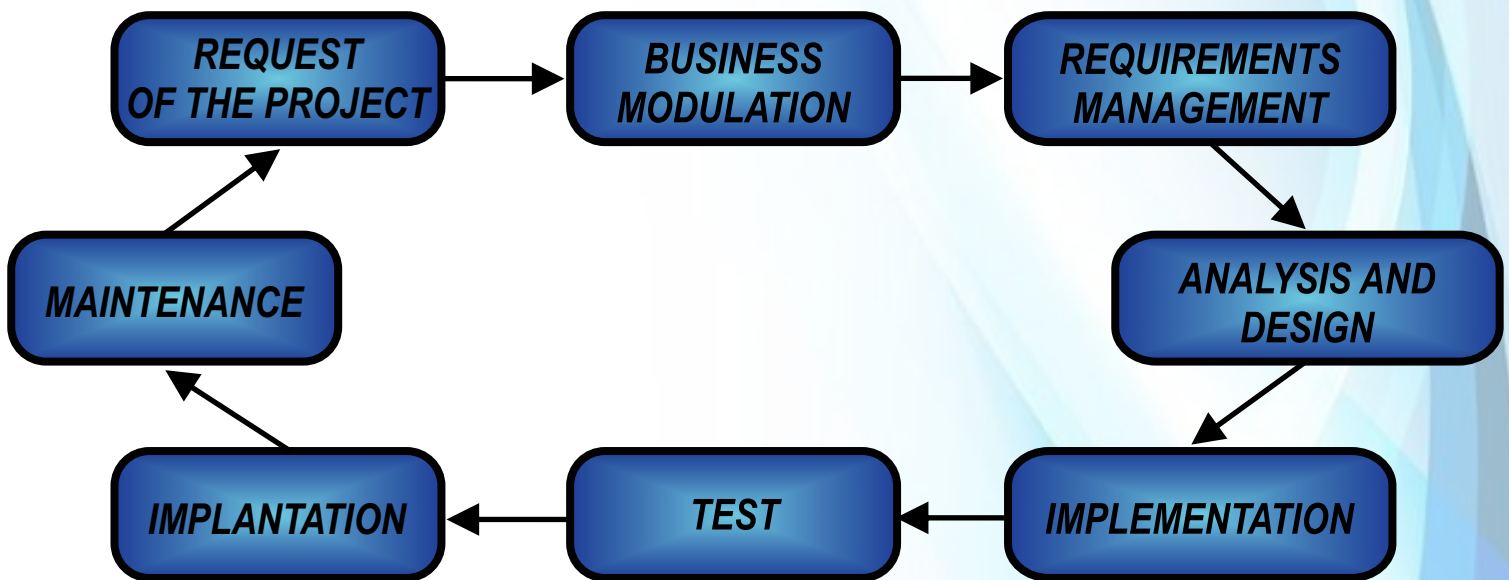 REQUEST
OF THE PROJECT
BUSINESS
MODULATION
REQUIREMENTS
MANAGEMENT
MAINTENANCE
ANALYSIS AND
DESIGN
IMPLANTATION
TEST
IMPLEMENTATION